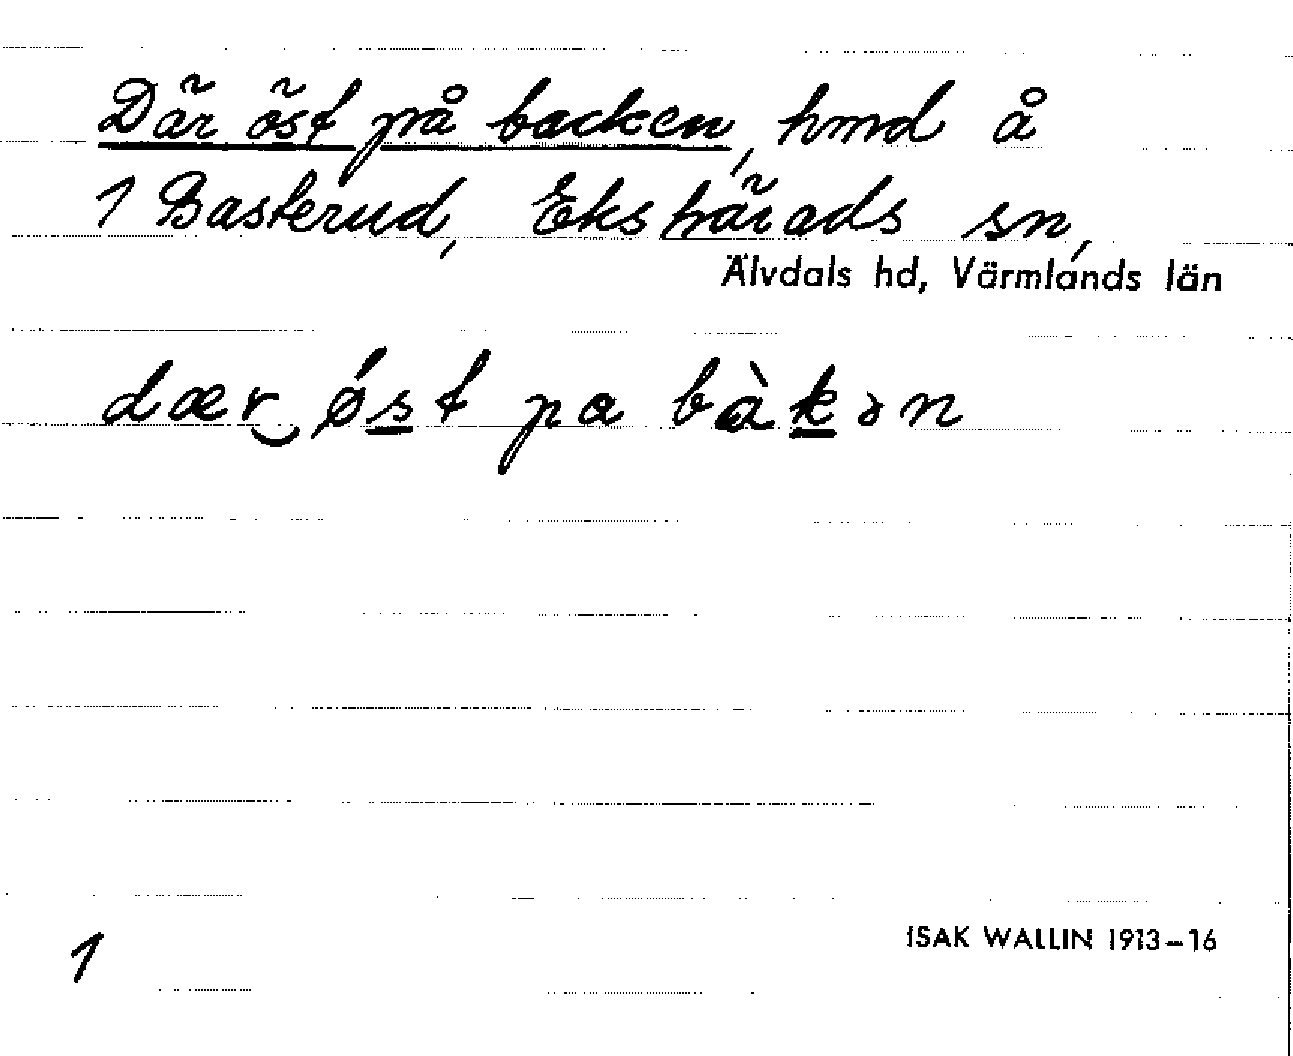 Där öst på backen, hmd å
1 Basterud, Ekshärads sn,
Älvdals hd, Värmlands län
dær øst pa bàkən
1
ISAK WALLIN 1913–16